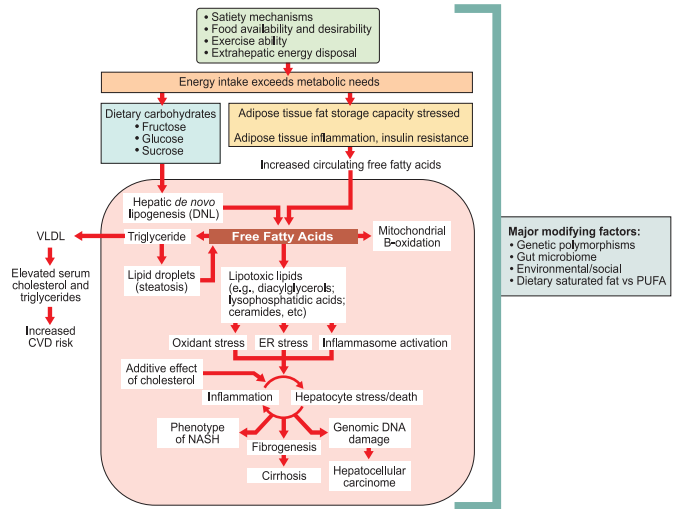 • Satiety mechanisms
• Food availability and desirability
• Exercise ability
• Extrahepatic energy disposal
Energy intake exceeds metabolic needs
Dietary carbohydrates
• Fructose
• Glucose
• Sucrose
Adipose tissue fat storage capacity stressed
Adipose tissue inflammation, insulin resistance
Increased circulating free fatty acids
Hepatic de novo
lipogenesis (DNL)
VLDL
Triglyceride
Free Fatty Acids
Mitochondrial
B-oxidation
Elevated serum
cholesterol and
triglycerides
Lipid droplets
(steatosis)
Lipotoxic lipids
(e.g., diacylglycerols;
lysophosphatidic acids;
ceramides, etc)
Increased
CVD risk
Oxidant stress
ER stress
Inflammasome activation
Additive effect
of cholesterol
Inflammation
Hepatocyte stress/death
Phenotype
of NASH
Fibrogenesis
Genomic DNA
damage
Cirrhosis
Hepatocellular
carcinome
Major modifying factors:
• Genetic polymorphisms
• Gut microbiome
• Environmental/social
• Dietary saturated fat vs PUFA